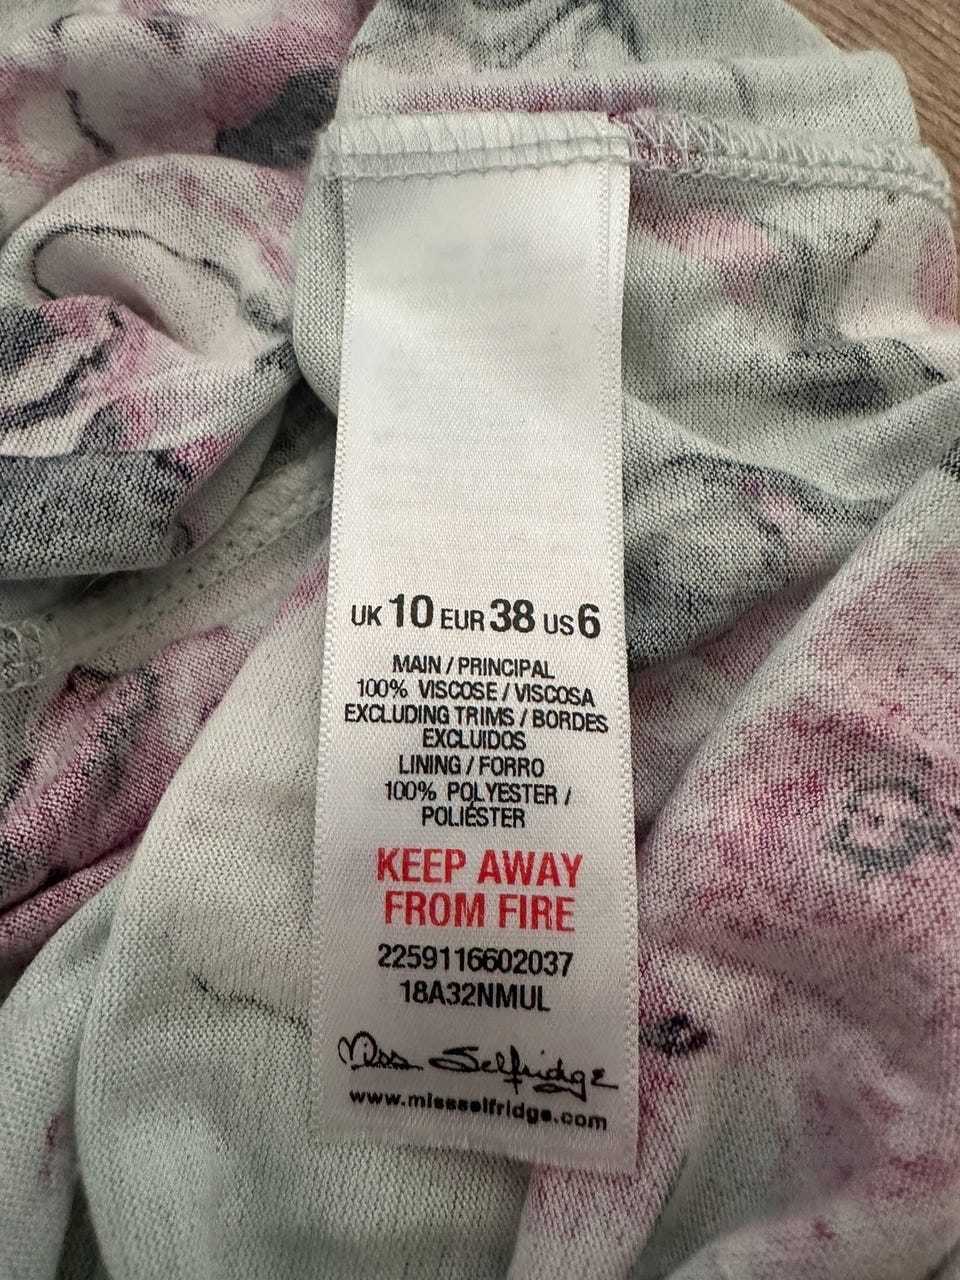 UK 10 EUR 38 US 6
MAIN / PRINCIPAL
100% VISCOSE / VISCOSA
EXCLUDING TRIMS / BORDES
EXCLUIDOS
LINING / FORRO
100% POLYESTER /
POLIÉSTER
KEEP AWAY
FROM FIRE
2259116602037
18A32NMUL
Miss Selfridge
www.missselfridge.com